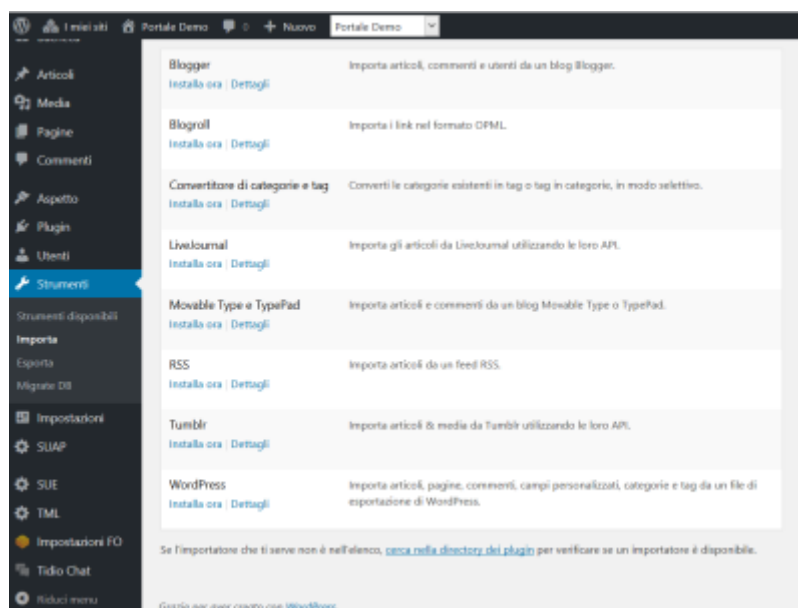 I miei siti Portale Demo 0 Nuovo Portale Demo
Articoli
Media
Pagine
Commenti
Aspetto
Plugin
Utenti
Strumenti
Strumenti disponibili
Importa
Esporta
Migrate DB
Impostazioni
SUAP
SUE
TML
Impostazioni FO
Tidio Chat
Riduci menu
Blogger
Importa articoli, commenti e utenti da un blog Blogger.
Installa ora | Dettagli
Blogroll
Importa i link nel formato OPML.
Installa ora | Dettagli
Convertitore di categorie e tag
Converti le categorie esistenti in tag o tag in categorie, in modo selettivo.
Installa ora | Dettagli
LiveJournal
Importa gli articoli da LiveJournal utilizzando le loro API.
Installa ora | Dettagli
Movable Type e TypePad
Importa articoli e commenti da un blog Movable Type o TypePad.
Installa ora | Dettagli
RSS
Importa articoli da un feed RSS.
Installa ora | Dettagli
Tumblr
Importa articoli & media da Tumblr utilizzando le loro API.
Installa ora | Dettagli
WordPress
Importa articoli, pagine, commenti, campi personalizzati, categorie e tag da un file di
esportazione di WordPress.
Installa ora | Dettagli
Se l'importatore che ti serve non è nell'elenco, cerca nella directory dei plugin per verificare se un importatore è disponibile.
Grazie per aver creato con WordPress